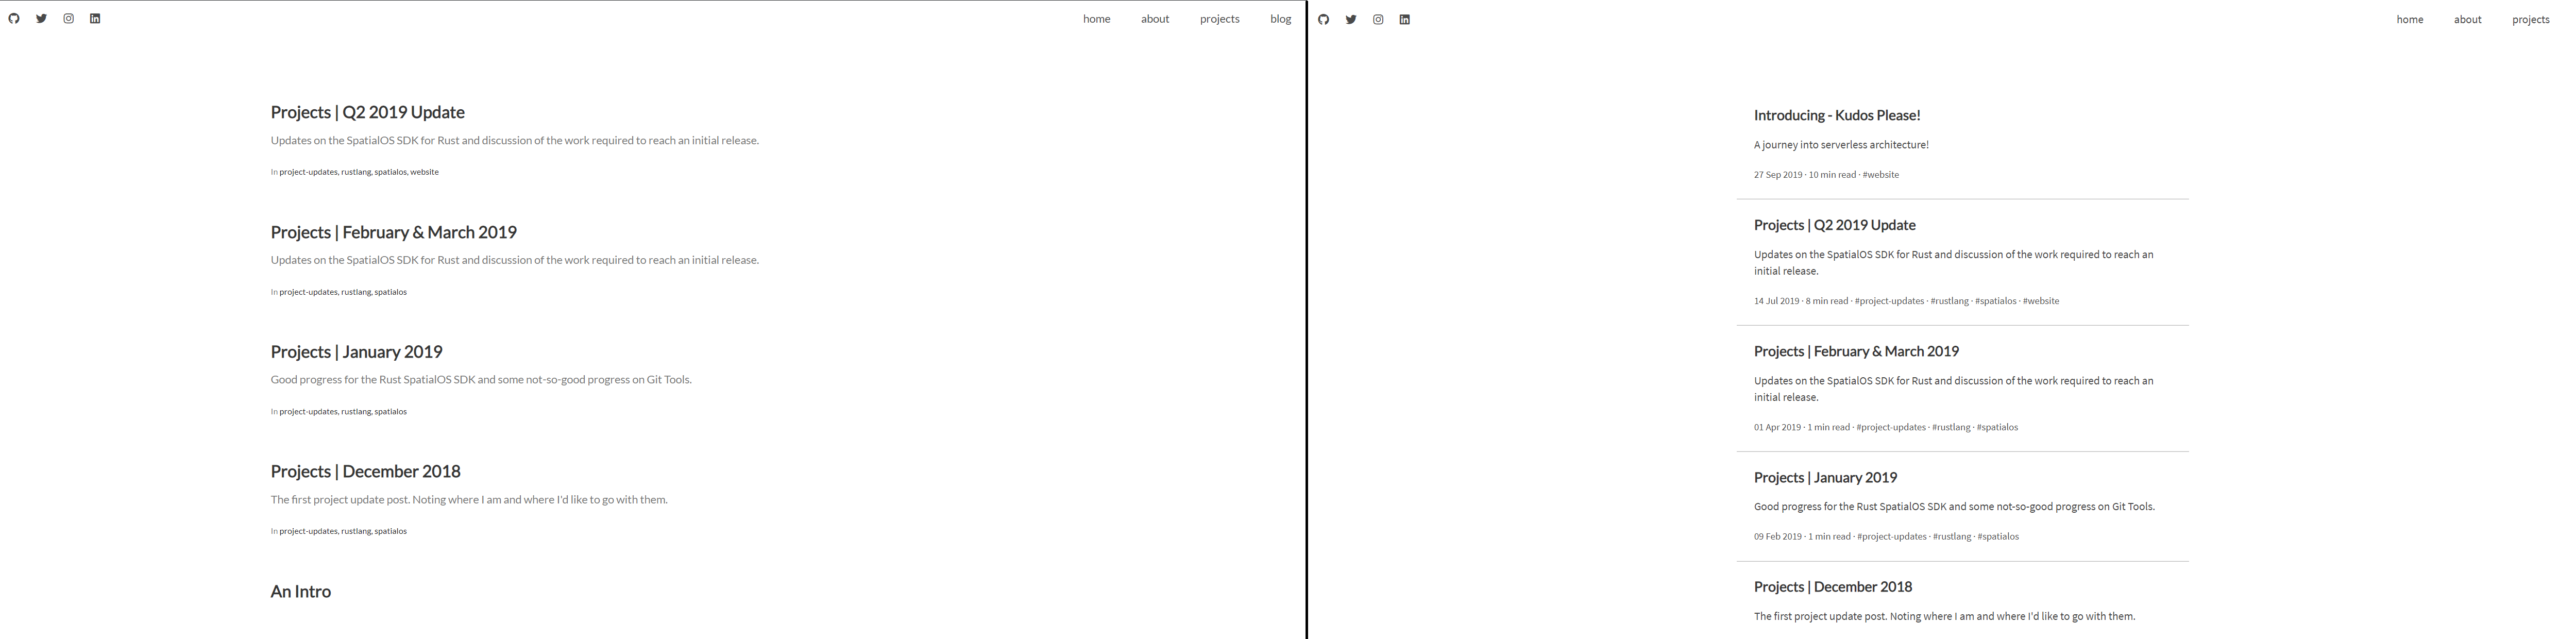 home about projects blog
Projects | Q2 2019 Update
Updates on the SpatialOS SDK for Rust and discussion of the work required to reach an initial release.
In project-updates, rustlang, spatialos, website
Projects | February & March 2019
Updates on the SpatialOS SDK for Rust and discussion of the work required to reach an initial release.
In project-updates, rustlang, spatialos
Projects | January 2019
Good progress for the Rust SpatialOS SDK and some not-so-good progress on Git Tools.
In project-updates, rustlang, spatialos
Projects | December 2018
The first project update post. Noting where I am and where I'd like to go with them.
In project-updates, rustlang, spatialos
An Intro
home about projects
Introducing - Kudos Please!
A journey into serverless architecture!
27 Sep 2019 · 10 min read · #website
Projects | Q2 2019 Update
Updates on the SpatialOS SDK for Rust and discussion of the work required to reach an
initial release.
14 Jul 2019 · 8 min read · #project-updates · #rustlang · #spatialos · #website
Projects | February & March 2019
Updates on the SpatialOS SDK for Rust and discussion of the work required to reach an
initial release.
01 Apr 2019 · 1 min read · #project-updates · #rustlang · #spatialos
Projects | January 2019
Good progress for the Rust SpatialOS SDK and some not-so-good progress on Git Tools.
09 Feb 2019 · 1 min read · #project-updates · #rustlang · #spatialos
Projects | December 2018
The first project update post. Noting where I am and where I'd like to go with them.